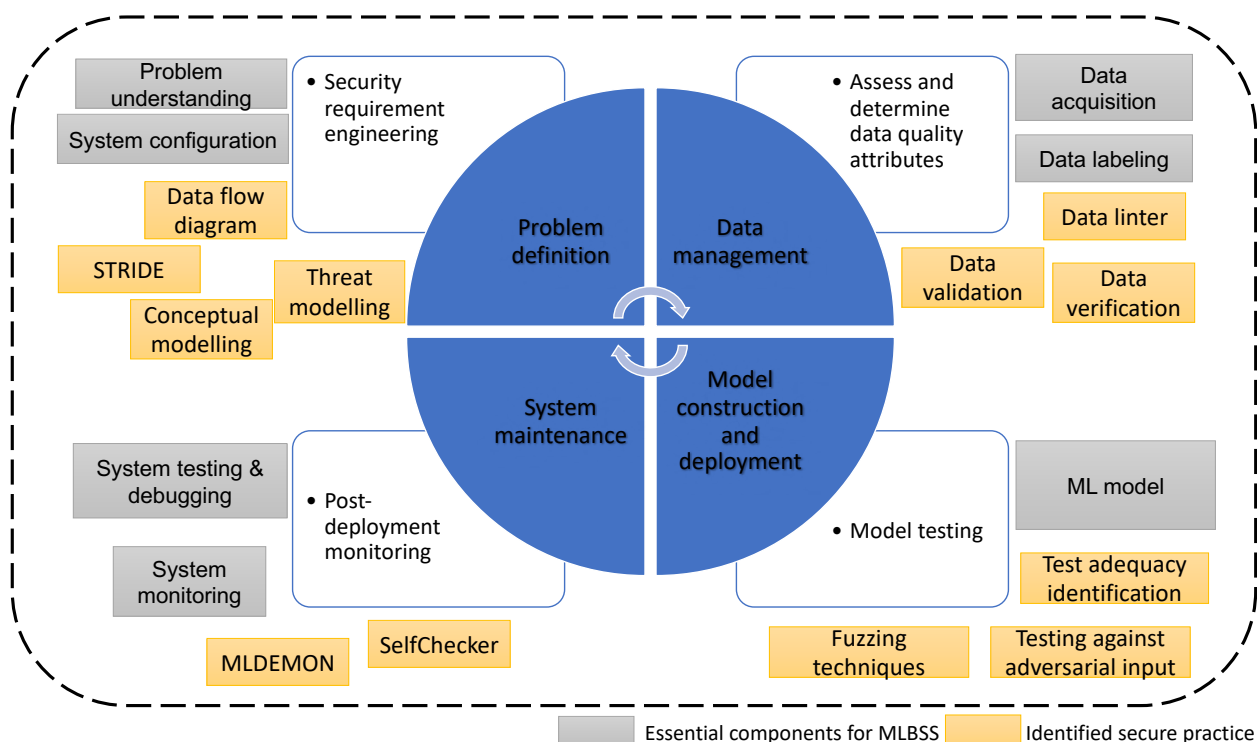 Problem
understanding
System configuration
• Security
requirement
engineering
Data flow
diagram
STRIDE
Threat
modelling
Conceptual
modelling
Problem
definition
Data
management
• Assess and
determine
data quality
attributes
Data
acquisition
Data labeling
Data linter
Data
validation
Data
verification
System
maintenance
Model
construction
and
deployment
System testing &
debugging
System
monitoring
• Post-
deployment
monitoring
MLDEMON
SelfChecker
• Model testing
ML model
Test adequacy
identification
Fuzzing
techniques
Testing against
adversarial input
Essential components for MLBSS
Identified secure practice